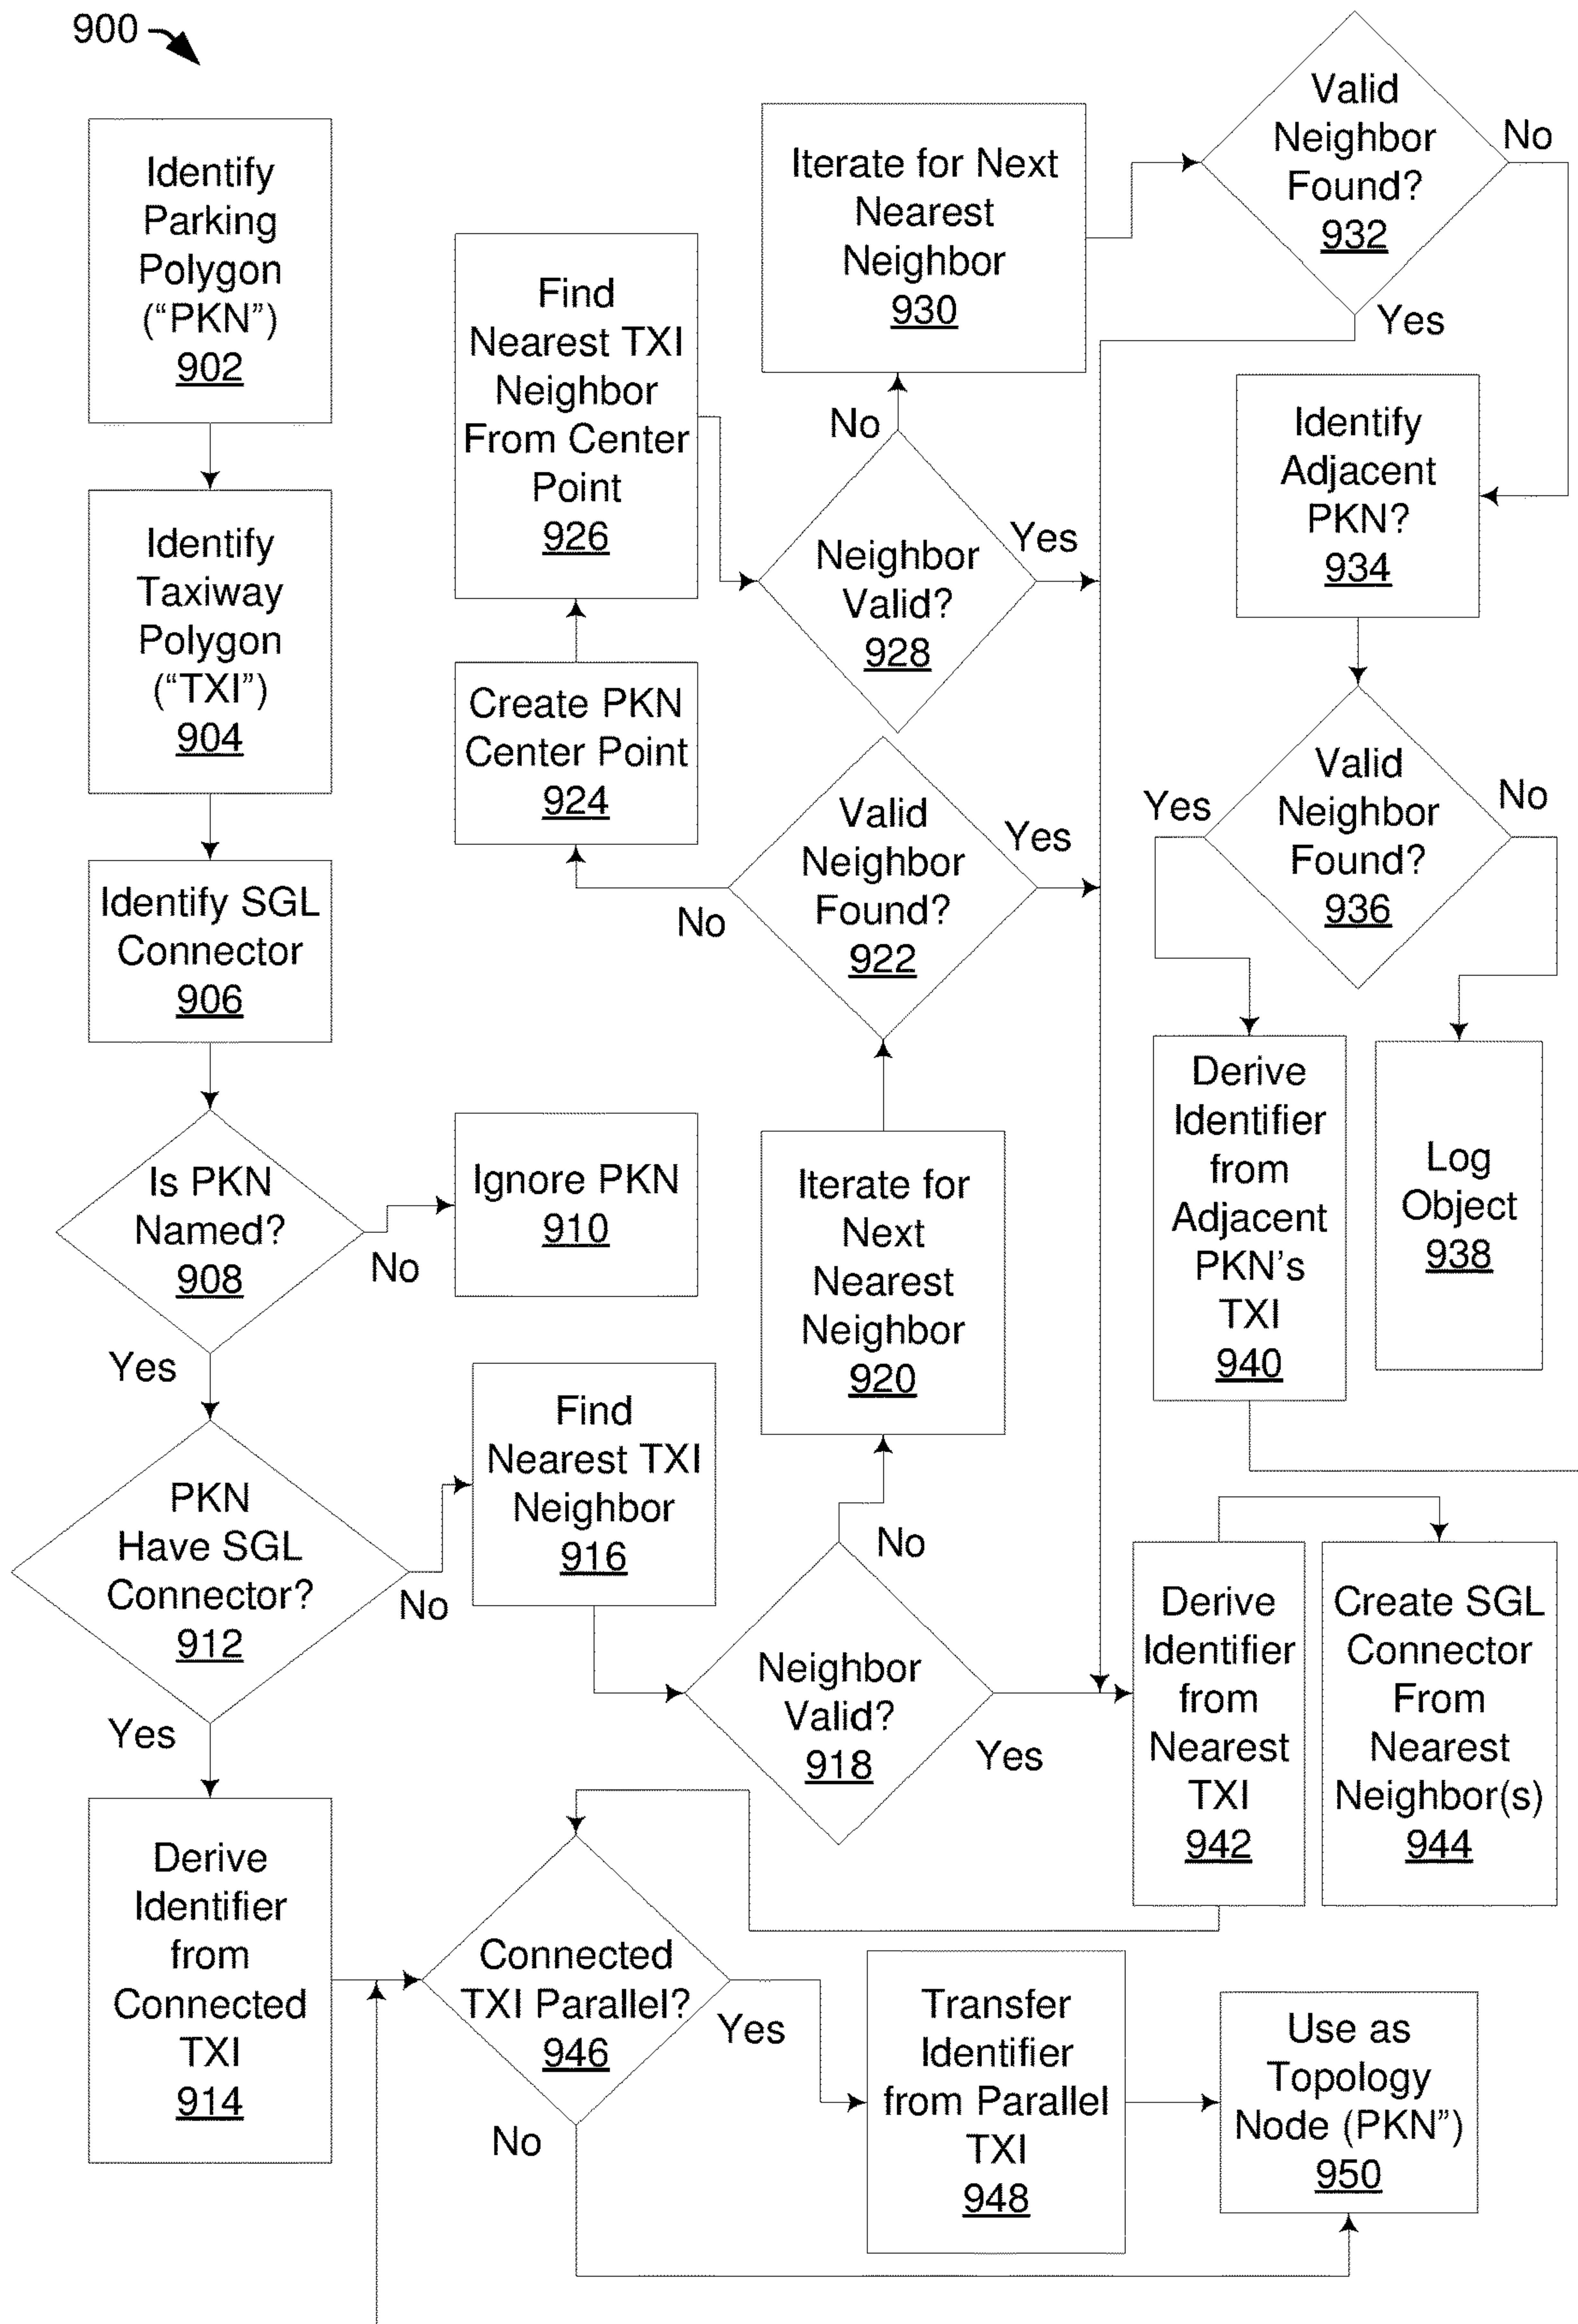 900
Identify
Parking
Polygon
(“PKN”)
902
Identify
Taxiway
Polygon
(“TXI”)
904
Identify SGL
Connector
906
Is PKN
Named?
908
No
Yes
Ignore PKN
910
PKN
Have SGL
Connector?
912
No
Yes
Derive
Identifier
from
Connected
TXI
914
Find
Nearest TXI
Neighbor
916
Neighbor
Valid?
918
No
Yes
Iterate for
Next
Nearest
Neighbor
920
Valid
Neighbor
Found?
922
No
Yes
Create PKN
Center Point
924
Find
Nearest TXI
Neighbor
From Center
Point
926
Neighbor
Valid?
928
No
Yes
Iterate for Next
Nearest
Neighbor
930
Valid
Neighbor
Found?
932
No
Yes
Identify
Adjacent
PKN?
934
Valid
Neighbor
Found?
936
Yes
No
Log
Object
938
Derive
Identifier
from
Adjacent
PKN’s
TXI
940
Derive
Identifier
from
Nearest
TXI
942
Create SGL
Connector
From
Nearest
Neighbor(s)
944
Connected
TXI Parallel?
946
Yes
No
Transfer
Identifier
from Parallel
TXI
948
Use as
Topology
Node (PKN”)
950